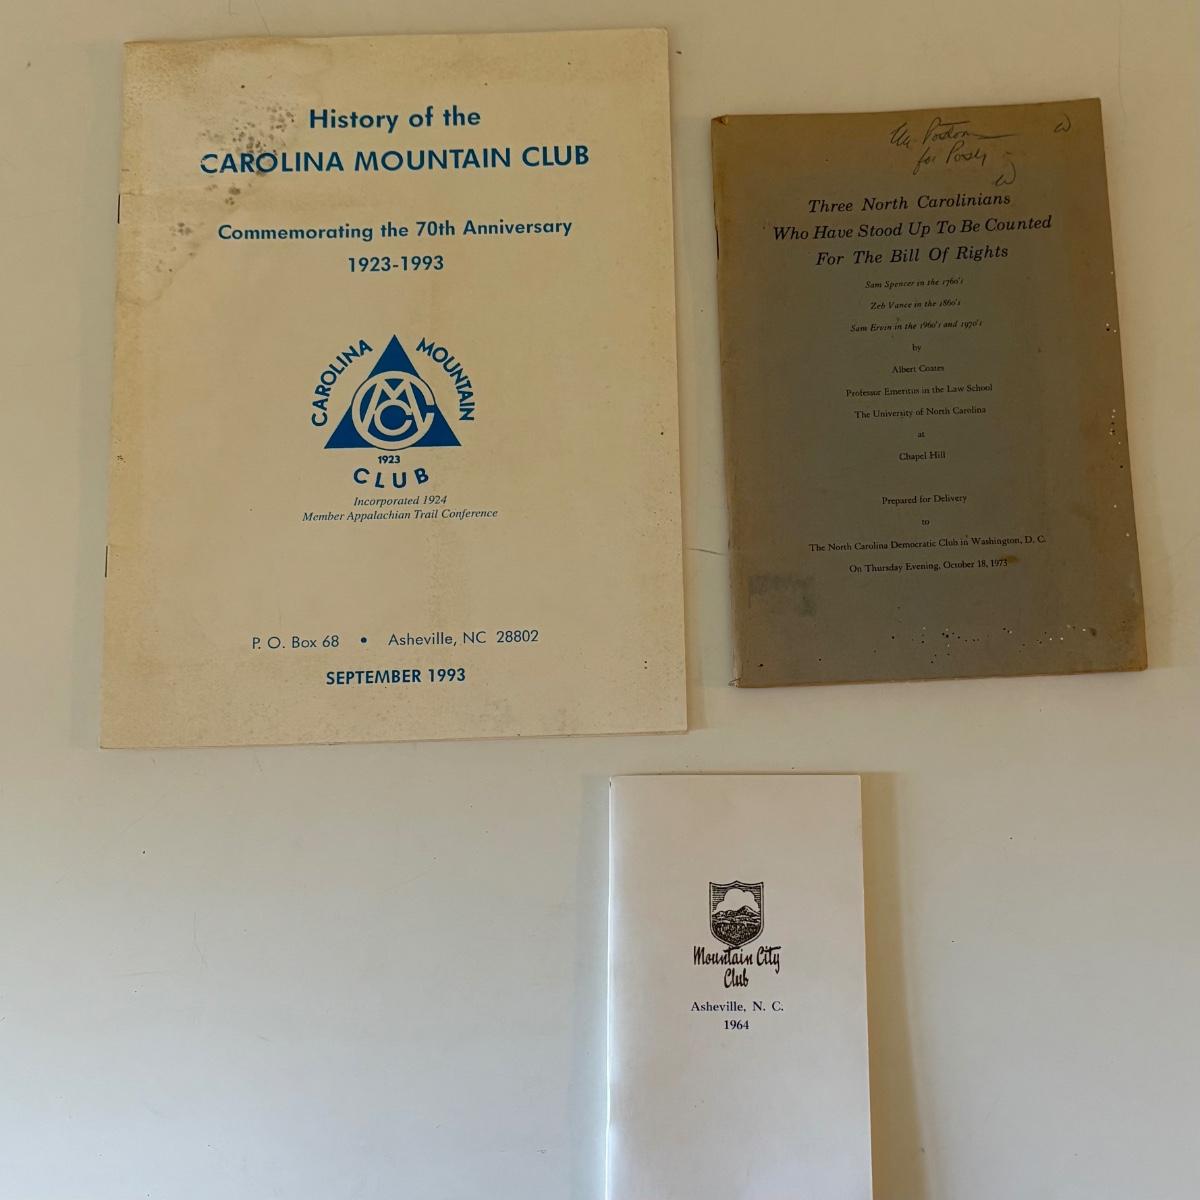 History of the
CAROLINA MOUNTAIN CLUB
Commemorating the 70th Anniversary
1923-1993
CAROLINA MOUNTAIN
MC
1923
CLUB
Incorporated 1924
Member Appalachian Trail Conference
P. O. Box 68 • Asheville, NC 28802
SEPTEMBER 1993
for
Three North Carolinians
Who Have Stood Up To Be Counted
For The Bill Of Rights
Sam Spencer in the 1760's
Zeb Vance in the 1860's
Sam Ervin in the 1960's and 1970's
by
Albert Coates
Professor Emeritus in the Law School
The University of North Carolina
at
Chapel Hill
Prepared for Delivery
to
The North Carolina Democratic Club in Washington, D. C.
On Thursday Evening, October 18, 1973
Mountain City
Club
Asheville, N. C.
1964